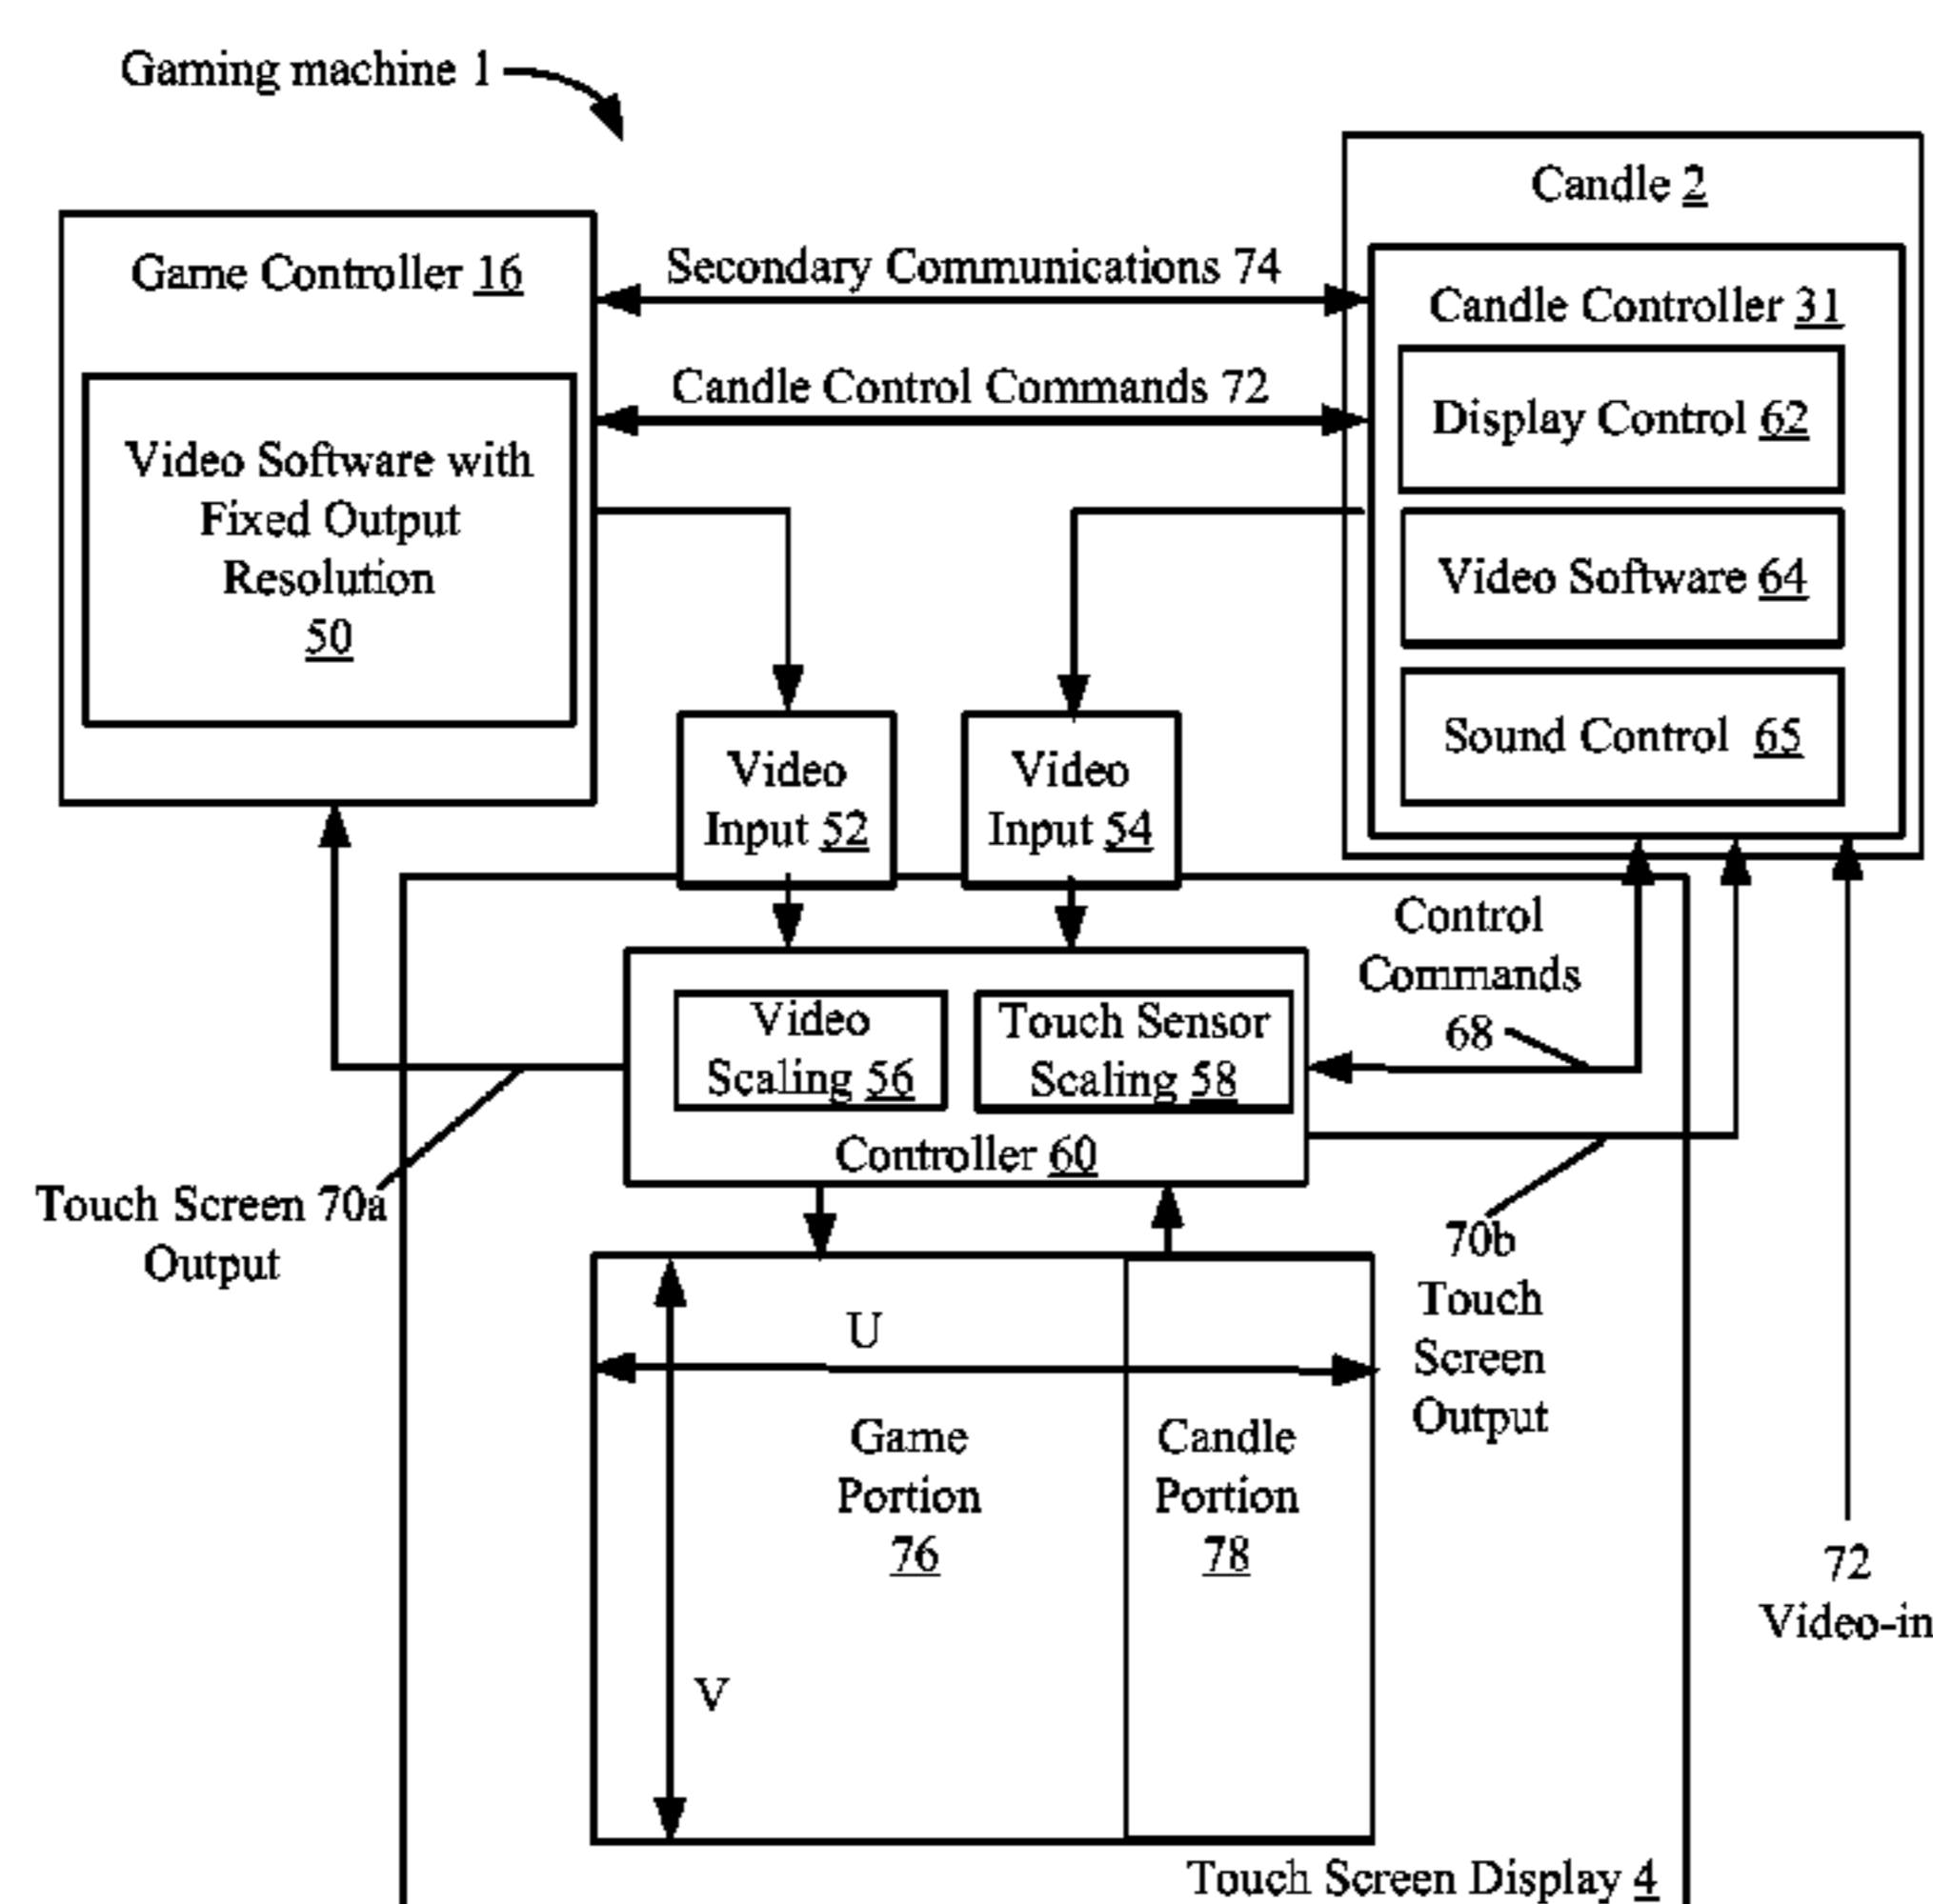 Gaming machine 1
Candle 2
Game Controller 16
Secondary Communications 74
Candle Controller 31
Candle Control Commands 72
Display Control 62
Video Software with
Fixed Output
Resolution
50
Video Software 64
Sound Control 65
Video
Input 52
Video
Input 54
Control
Commands
68
Video
Scaling 56
Touch Sensor
Scaling 58
Controller 60
Touch Screen 70a
Output
70b
Touch
Screen
Output
U
Game
Portion
76
Candle
Portion
78
72
Video-in
V
Touch Screen Display 4